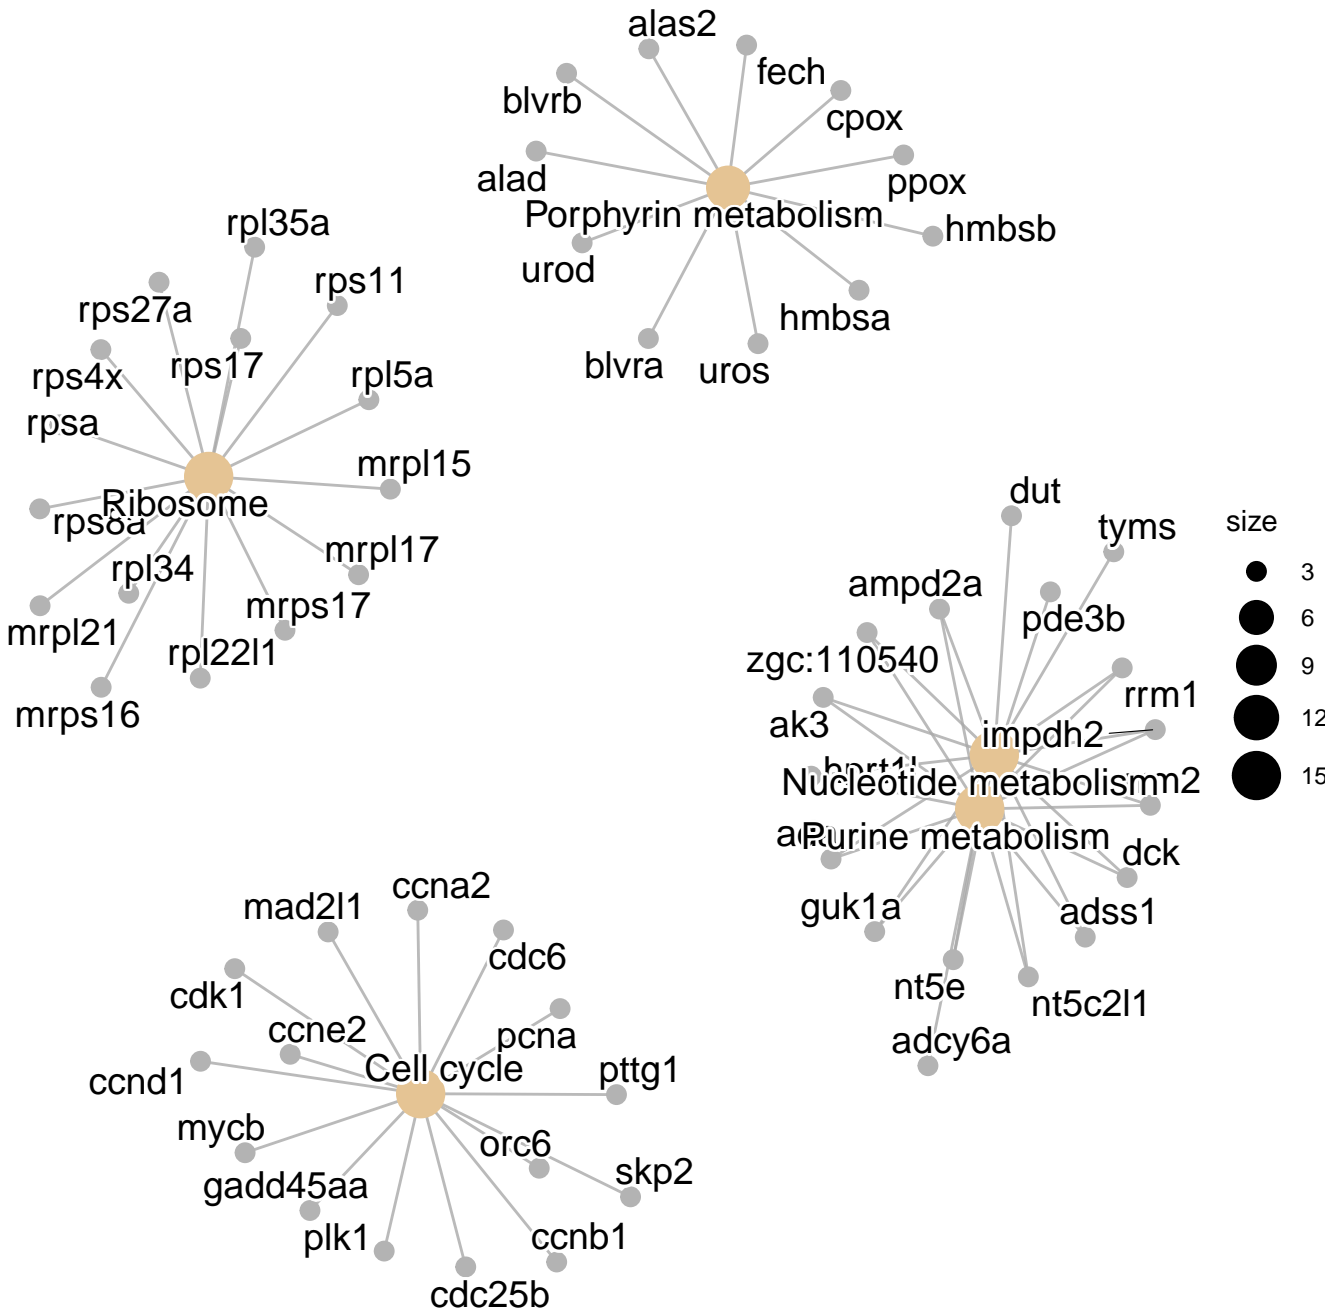 alas2
fech
blvrb
cpox
alad
ppox
Porphyrin metabolism
hmbsb
urod
hmbsa
blvra
uros
rpl35a
rps11
rps27a
rps17
rps4x
rpl5a
rpsa
mrpl15
Ribosome
rps8a
mrpl17
rpl34
mrps17
mrpl21
rpl22l1
mrps16
dut
tyms
ampd2a
pde3b
zgc:110540
rrm1
ak3
impdh2
hprt1l
Nucleotide metabolism
Purine metabolism
dck
guk1a
adss1
nt5e
nt5c2l1
adcy6a
size
3
6
9
12
15
ccna2
mad2l1
cdc6
cdk1
ccne2
pcna
Cell cycle
ccnd1
pttg1
mycb
orc6
skp2
gadd45aa
plk1
ccnb1
cdc25b